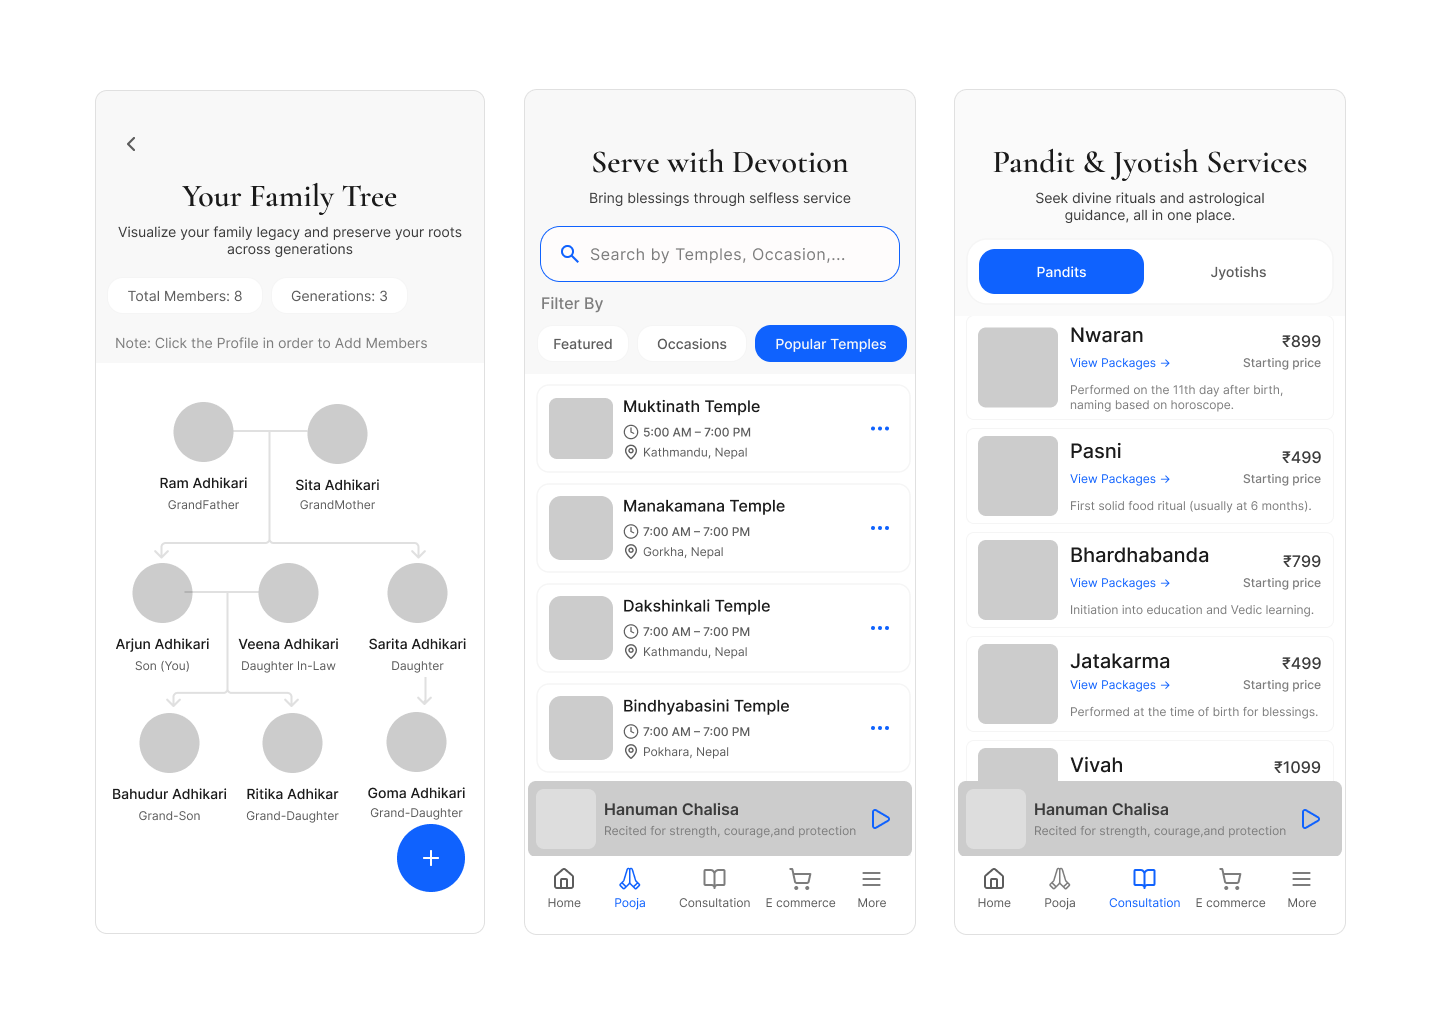 Your Family Tree
Visualize your family legacy and preserve your roots
across generations
Total Members: 8
Generations: 3
Note: Click the Profile in order to Add Members
Ram Adhikari
GrandFather
Sita Adhikari
GrandMother
Arjun Adhikari
Son (You)
Veena Adhikari
Daughter In-Law
Sarita Adhikari
Daughter
Bahudur Adhikari
Grand-Son
Ritika Adhikar
Grand-Daughter
Goma Adhikari
Grand-Daughter
Serve with Devotion
Bring blessings through selfless service
Search by Temples, Occasion,...
Filter By
Featured
Occasions
Popular Temples
Muktinath Temple
5:00 AM – 7:00 PM
Kathmandu, Nepal
Manakamana Temple
7:00 AM – 7:00 PM
Gorkha, Nepal
Dakshinkali Temple
7:00 AM – 7:00 PM
Kathmandu, Nepal
Bindhyabasini Temple
7:00 AM – 7:00 PM
Pokhara, Nepal
Hanuman Chalisa
Recited for strength, courage,and protection
Home
Pooja
Consultation
E commerce
More
Pandit & Jyotish Services
Seek divine rituals and astrological
guidance, all in one place.
Pandits
Jyotishs
Nwaran
₹899
View Packages →
Starting price
Performed on the 11th day after birth,
naming based on horoscope.
Pasni
₹499
View Packages →
Starting price
First solid food ritual (usually at 6 months).
Bhardhabanda
₹799
View Packages →
Starting price
Initiation into education and Vedic learning.
Jatakarma
₹499
View Packages →
Starting price
Performed at the time of birth for blessings.
Vivah
₹1099
Hanuman Chalisa
Recited for strength, courage,and protection
Home
Pooja
Consultation
E commerce
More